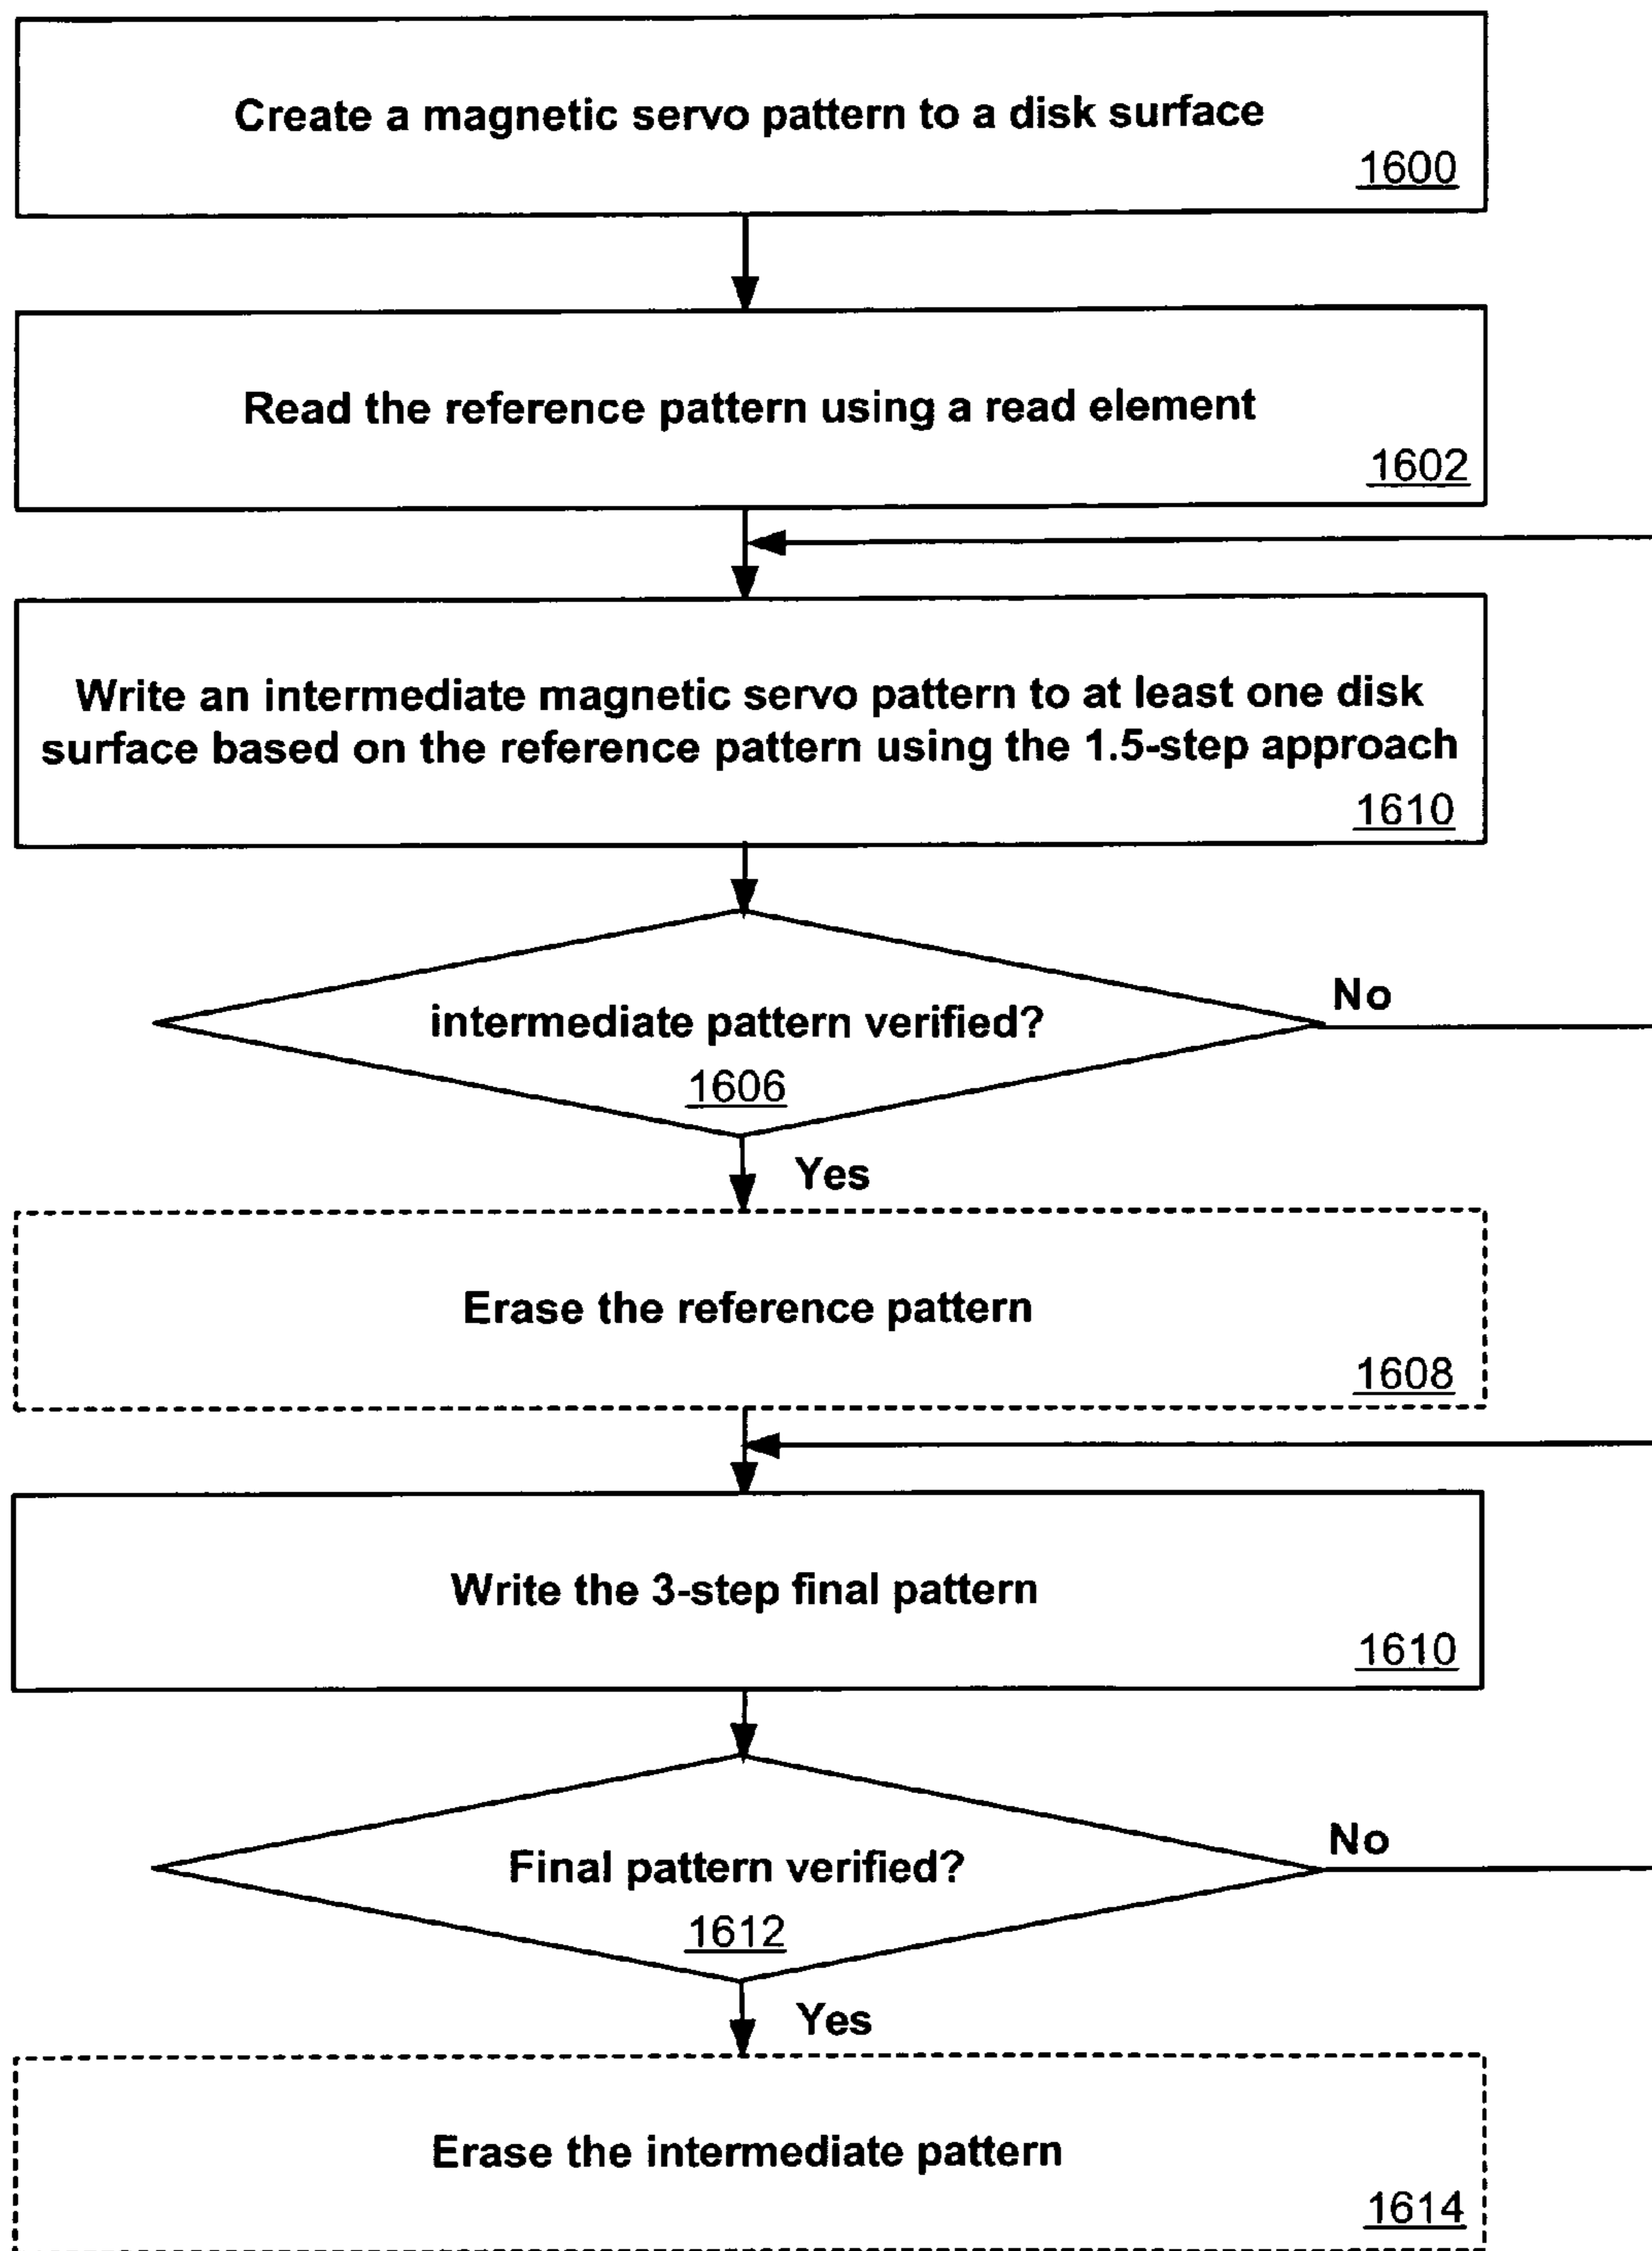 Create a magnetic servo pattern to a disk surface
1600
Read the reference pattern using a read element
1602
Write an intermediate magnetic servo pattern to at least one disk
surface based on the reference pattern using the 1.5-step approach
1610
No
intermediate pattern verified?
1606
Yes
Erase the reference pattern
1608
Write the 3-step final pattern
1610
No
Final pattern verified?
1612
Yes
Erase the intermediate pattern
1614